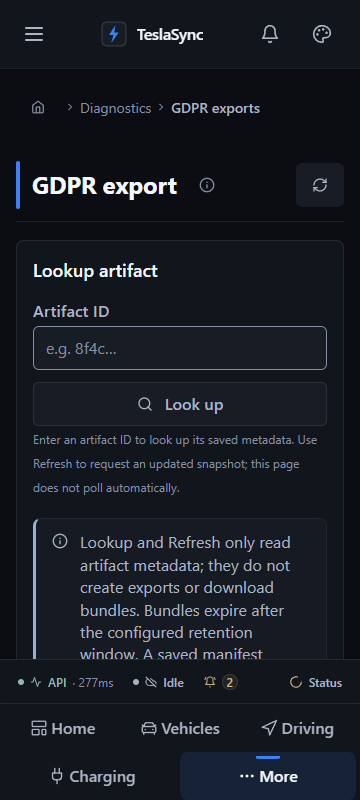 TeslaSync
Diagnostics
GDPR exports
GDPR export
Lookup artifact
Artifact ID
e.g. 8f4c...
Look up
Enter an artifact ID to look up its saved metadata. Use
Refresh to request an updated snapshot; this page
does not poll automatically.
Lookup and Refresh only read
artifact metadata; they do not
create exports or download
bundles. Bundles expire after
the configured retention
window. A saved manifest
API · 277ms
Idle
2
Status
Home
Vehicles
Driving
Charging
More